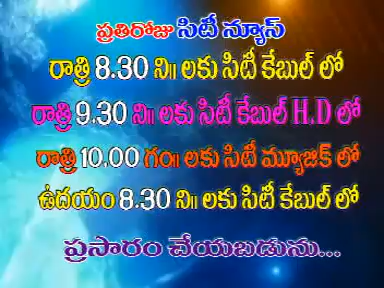 ప్రతిరోజు సిటీ న్యూస్
రాత్రి 8.30 ని॥ లకు సిటీ కేబుల్ లో
రాత్రి 9.30 ని॥ లకు సిటీ కేబుల్ H.D లో
రాత్రి 10.00 గం॥ లకు సిటీ మ్యూజిక్ లో
ఉదయం 8.30 ని॥ లకు సిటీ కేబుల్ లో
ప్రసారం చేయబడును...